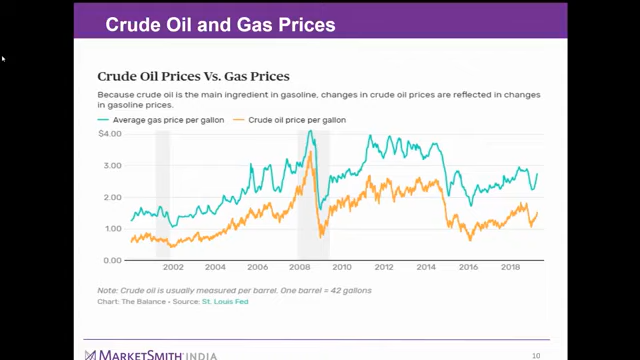 Crude Oil and Gas Prices
Crude Oil Prices Vs. Gas Prices
Because crude oil is the main ingredient in gasoline, changes in crude oil prices are reflected in changes
in gasoline prices.
Average gas price per gallon
Crude oil price per gallon
$4.00
3.00
2.00
1.00
0.00
2002
2004
2006
2008
2010
2012
2014
2016
2018
Note: Crude oil is usually measured per barrel. One barrel = 42 gallons
Chart: The Balance • Source: St. Louis Fed
MARKETSMITH INDIA
10